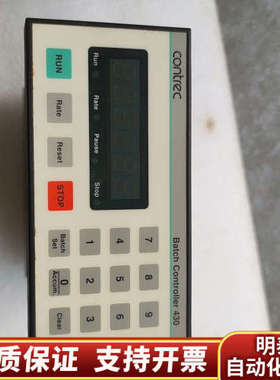 contrec
Batch Controller 430
Run
Rate
Pause
Stop
RUN
Rate
Reset
STOP
7
8
9
4
5
6
1
2
3
Batch
Set
0
Accum.
Clear
质保证 支持开票
明
自动化